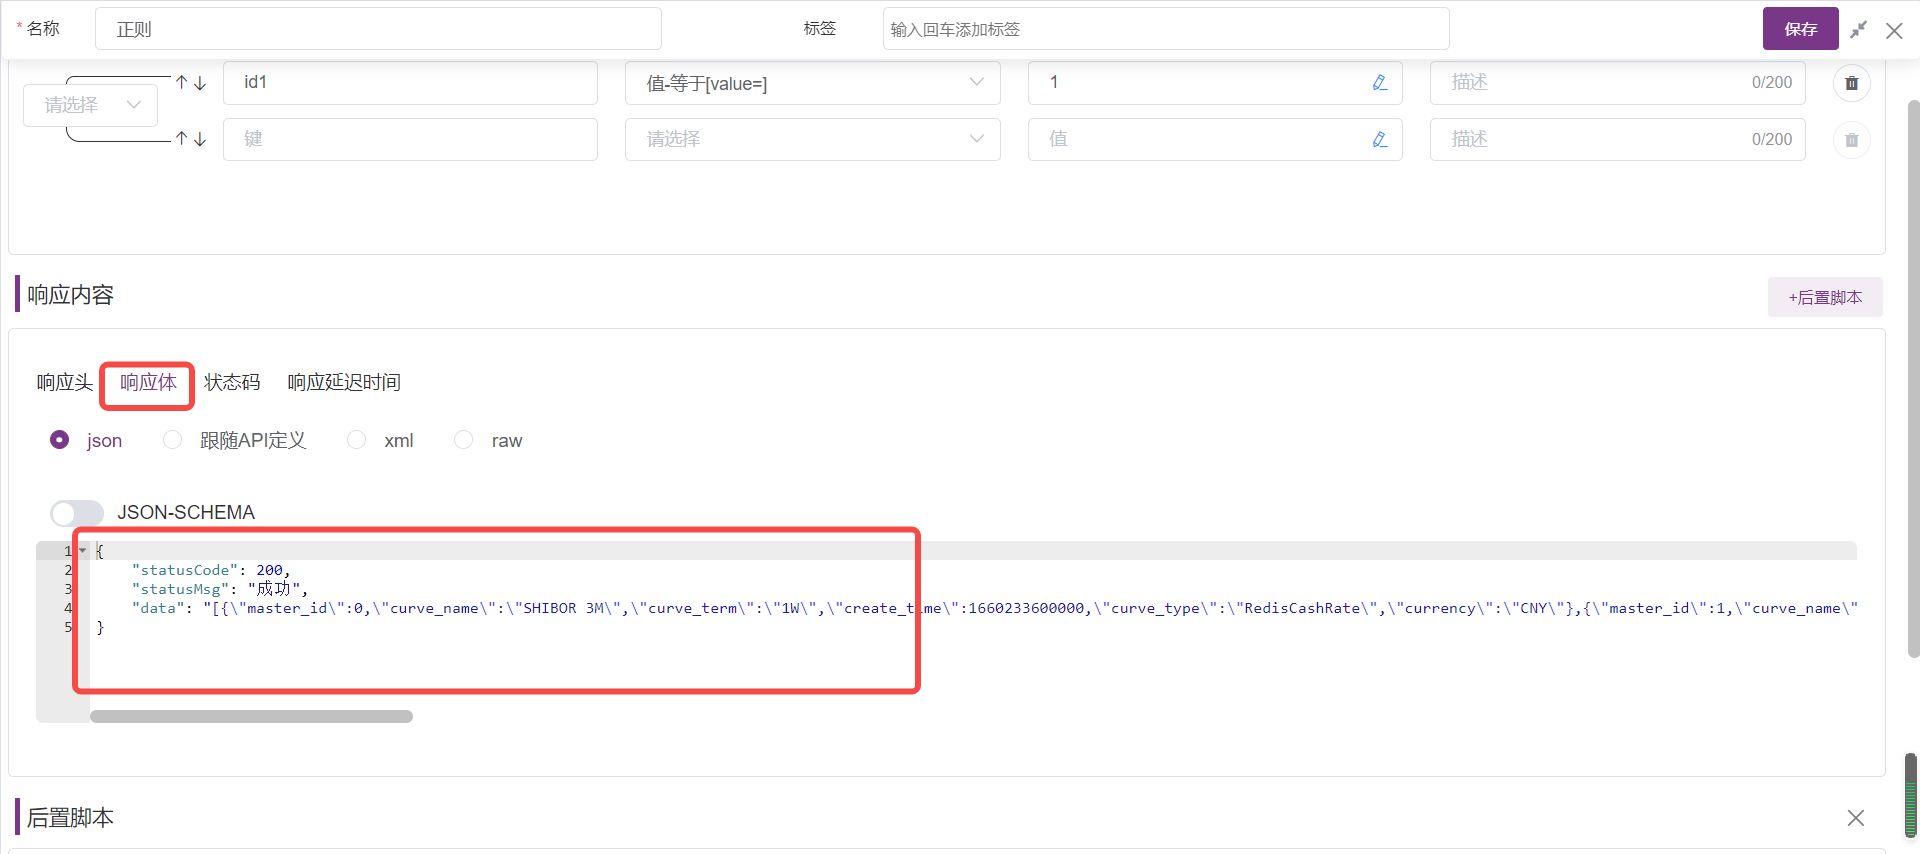 * 名称 正则 标签 输入回车添加标签 保存
请选择 ↑↓ id1 值-等于[value=] 1 描述 0/200
↑↓ 键 请选择 值 描述 0/200
响应内容 +后置脚本
响应头 响应体 状态码 响应延迟时间
json 跟随API定义 xml raw
JSON-SCHEMA
1 {
2 "statusCode": 200,
3 "statusMsg": "成功",
4 "data": "[{\"master_id\":0,\"curve_name\":\"SHIBOR 3M\",\"curve_term\":\"1W\",\"create_time\":1660233600000,\"curve_type\":\"RedisCashRate\",\"currency\":\"CNY\"},{\"master_id\":1,\"curve_name\"
5 }
后置脚本